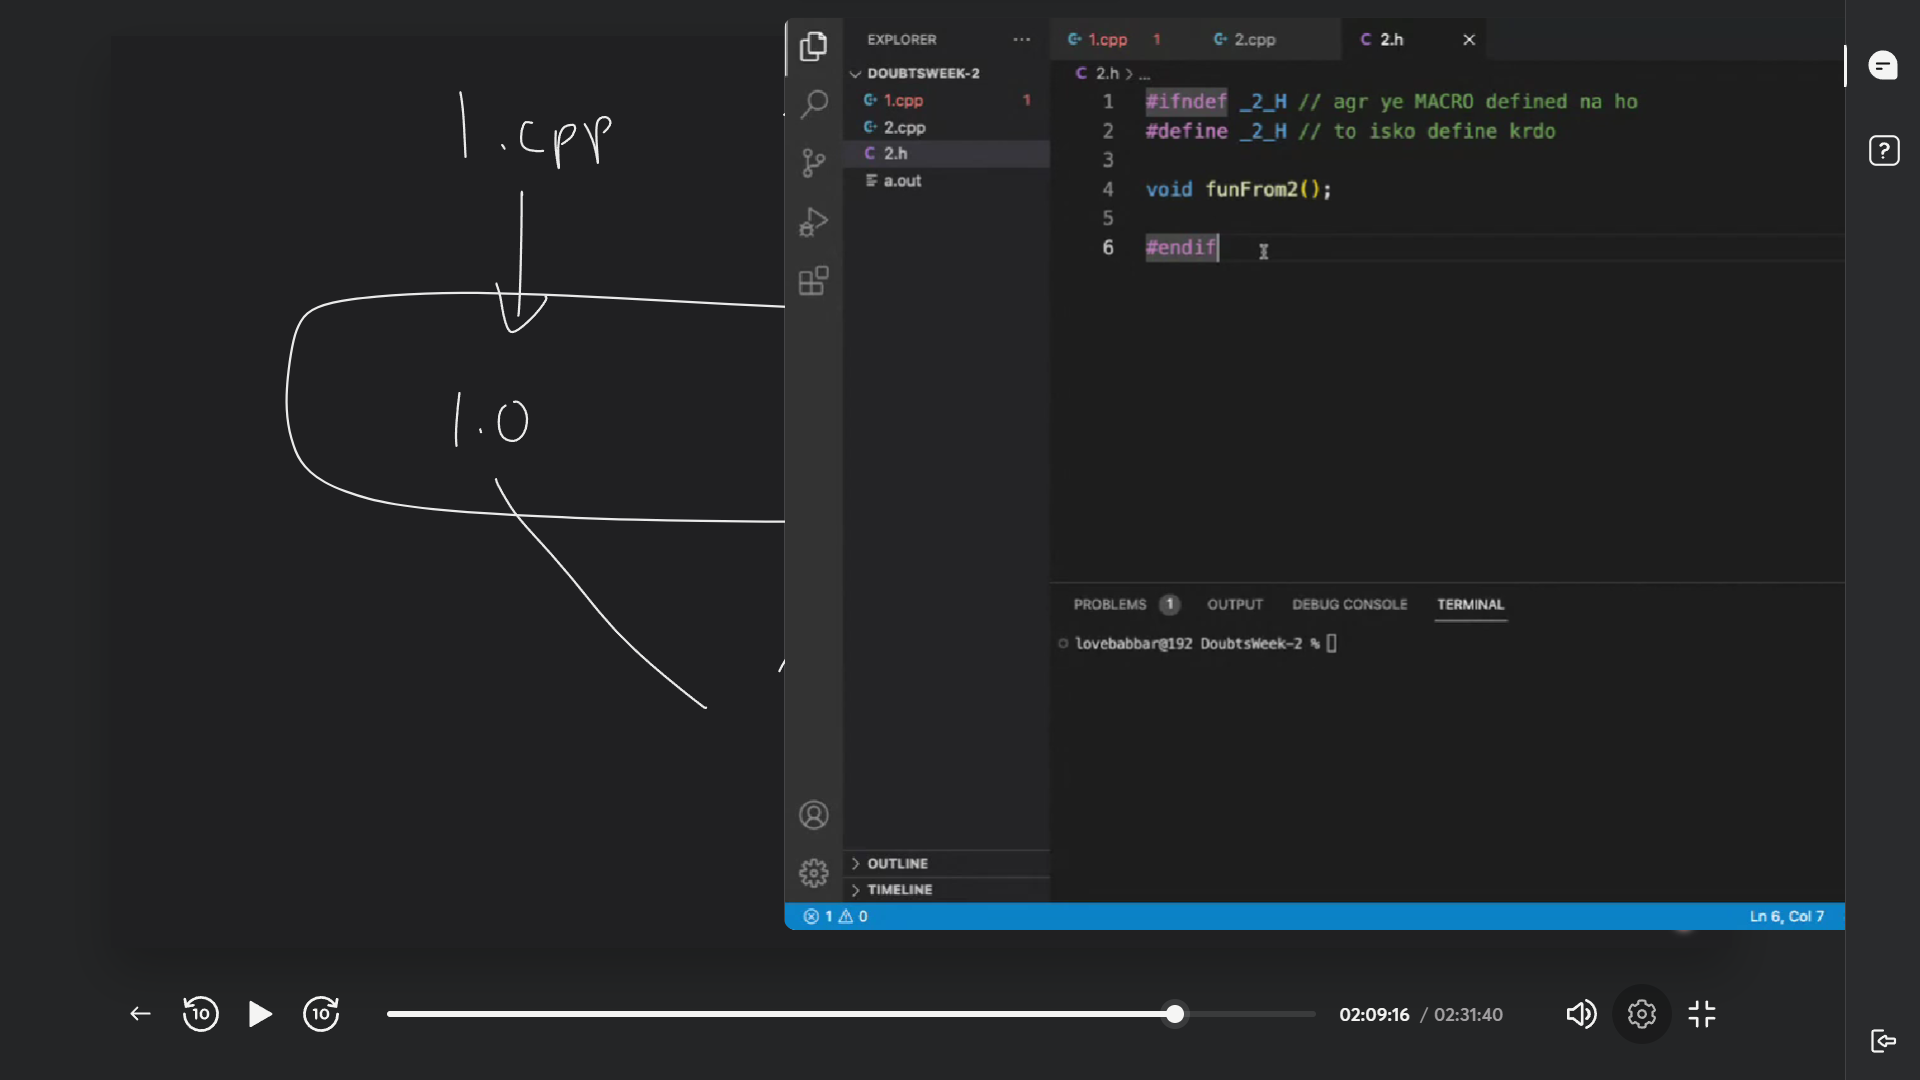 1.cpp
1.0
EXPLORER
DOUBTSWEEK-2
1.cpp 1
2.cpp
2.h
a.out
OUTLINE
TIMELINE
1.cpp 1 2.cpp 2.h
2.h > ...
1 #ifndef _2_H // agr ye MACRO defined na ho
2 #define _2_H // to isko define krdo
3
4 void funFrom2();
5
6 #endif
PROBLEMS 1 OUTPUT DEBUG CONSOLE TERMINAL
lovebabbar@192 DoubtsWeek-2 %
1 0 Ln 6, Col 7
10 10 02:09:16 / 02:31:40